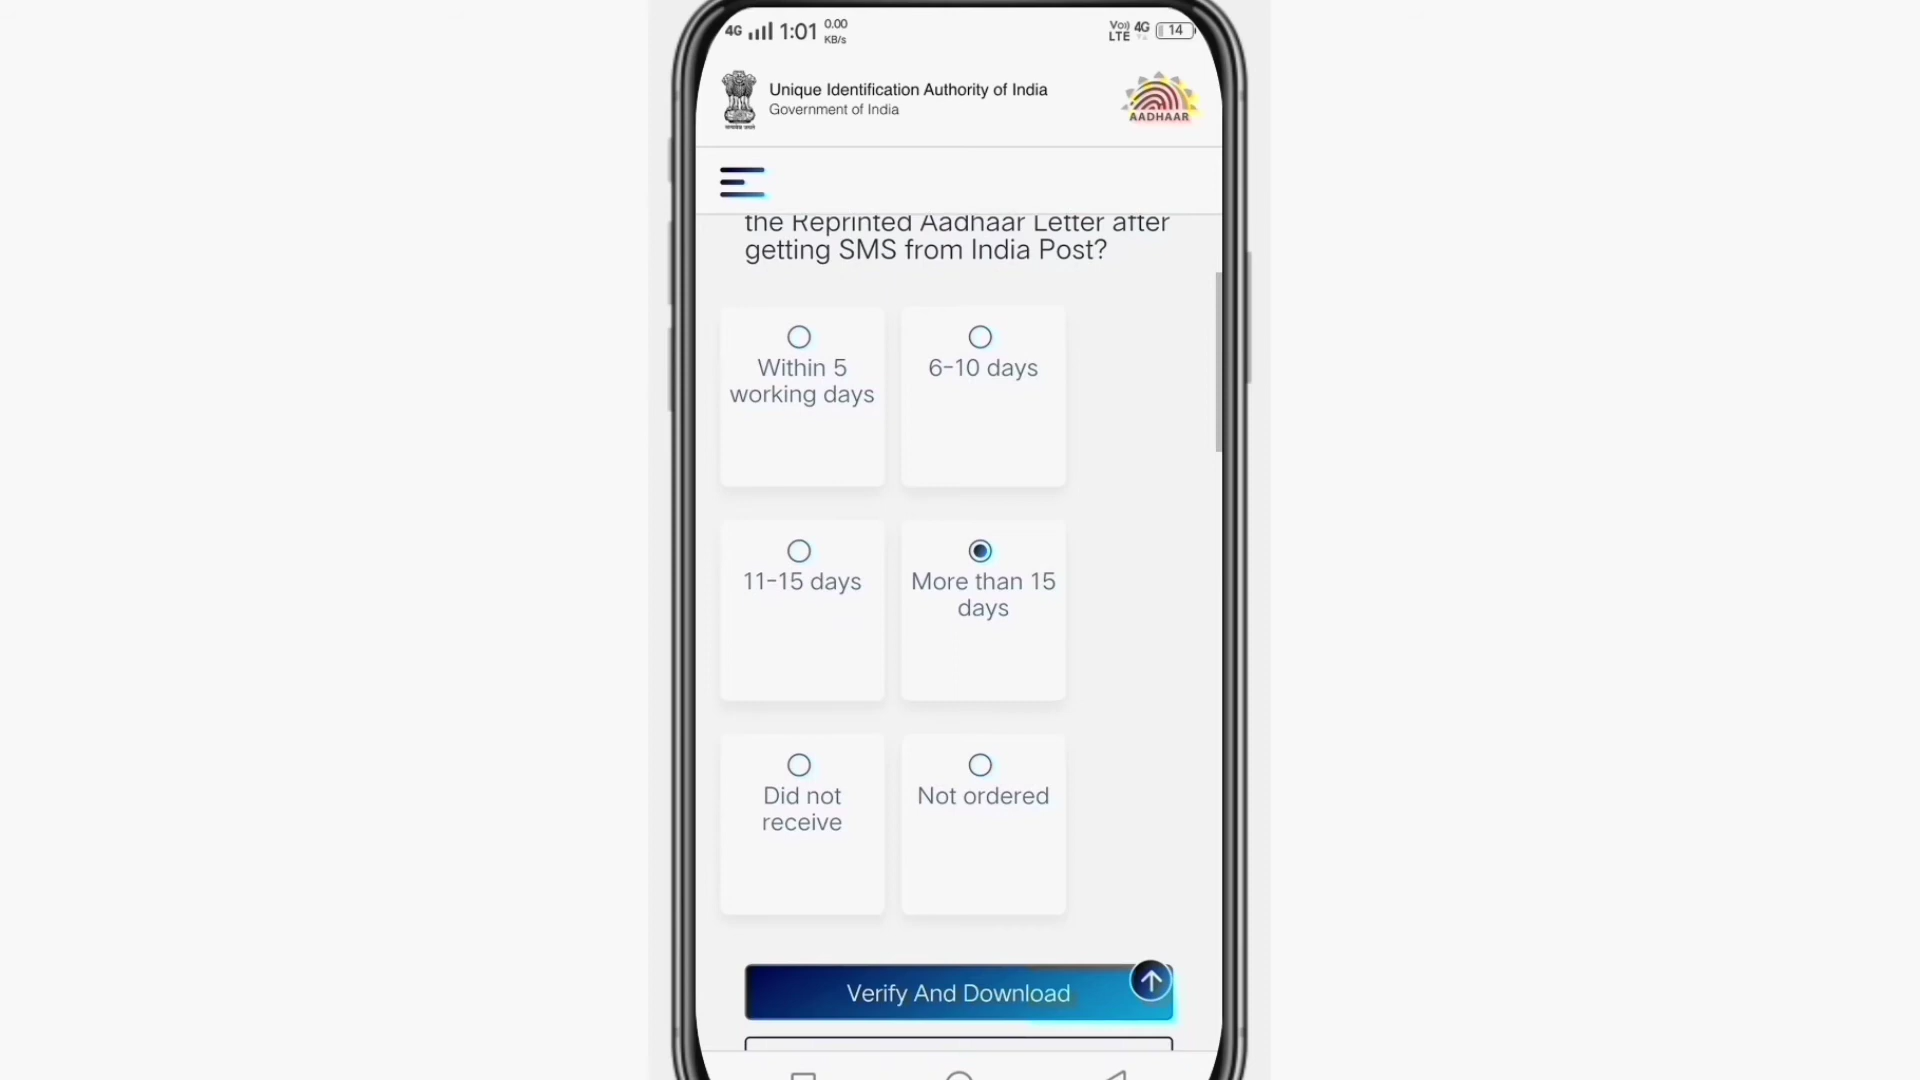 4G 1:01 0.00 KB/s Vo)) LTE 4G 14
Unique Identification Authority of India
Government of India
AADHAAR
the Reprinted Aadhaar Letter after
getting SMS from India Post?
Within 5
working days
6-10 days
11-15 days
More than 15
days
Did not
receive
Not ordered
Verify And Download